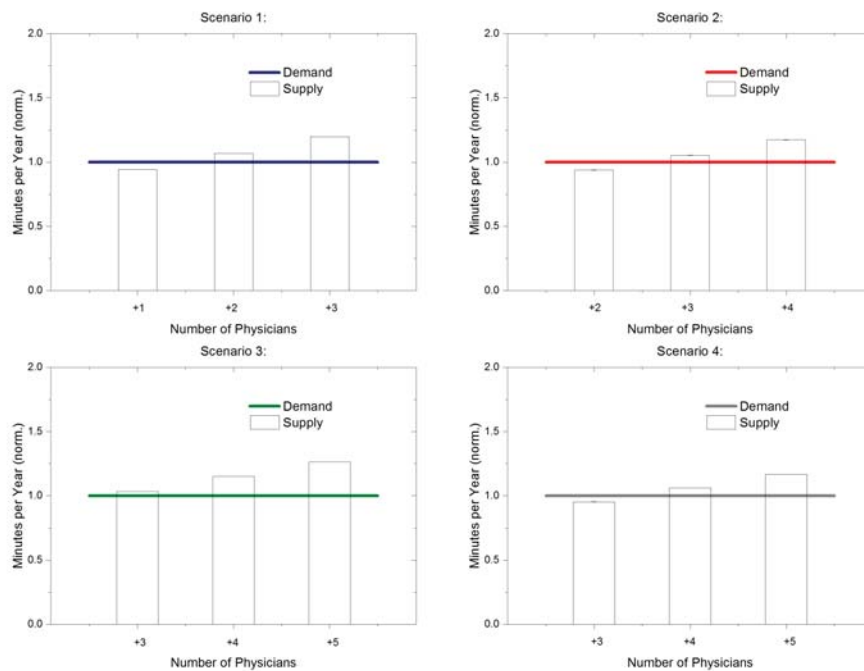 Scenario 1:
2.0
1.5
1.0
0.5
0.0
Minutes per Year (norm.)
Demand
Supply
+1 +2 +3
Number of Physicians
Scenario 2:
2.0
1.5
1.0
0.5
0.0
Minutes per Year (norm.)
Demand
Supply
+2 +3 +4
Number of Physicians
Scenario 3:
2.0
1.5
1.0
0.5
0.0
Minutes per Year (norm.)
Demand
Supply
+3 +4 +5
Number of Physicians
Scenario 4:
2.0
1.5
1.0
0.5
0.0
Minutes per Year (norm.)
Demand
Supply
+3 +4 +5
Number of Physicians